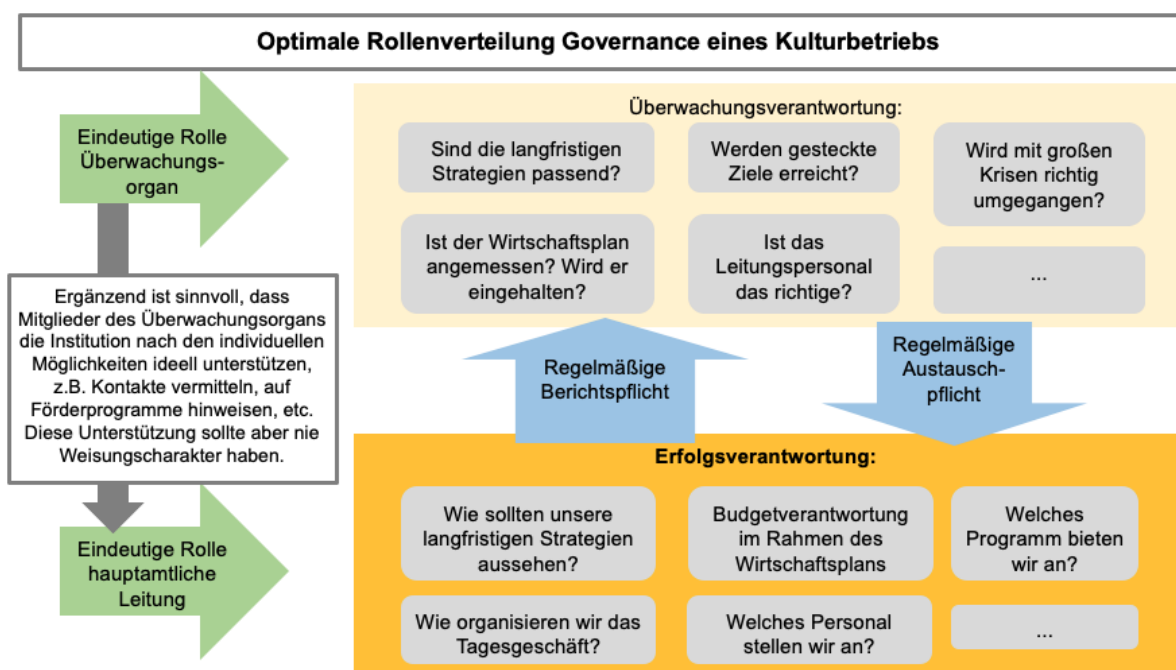 Optimale Rollenverteilung Governance eines Kulturbetriebs
Eindeutige Rolle
Überwachungs-
organ
Überwachungsverantwortung:
Sind die langfristigen
Strategien passend?
Werden gesteckte
Ziele erreicht?
Wird mit großen
Krisen richtig
umgegangen?
Ist der Wirtschaftsplan
angemessen? Wird er
eingehalten?
Ist das
Leitungspersonal
das richtige?
...
Ergänzend ist sinnvoll, dass
Mitglieder des Überwachungsorgans
die Institution nach den individuellen
Möglichkeiten ideell unterstützen,
z.B. Kontakte vermitteln, auf
Förderprogramme hinweisen, etc.
Diese Unterstützung sollte aber nie
Weisungscharakter haben.
Regelmäßige
Berichtspflicht
Regelmäßige
Austausch-
pflicht
Eindeutige Rolle
hauptamtliche
Leitung
Erfolgsverantwortung:
Wie sollten unsere
langfristigen Strategien
aussehen?
Budgetverantwortung
im Rahmen des
Wirtschaftsplans
Welches
Programm bieten
wir an?
Wie organisieren wir das
Tagesgeschäft?
Welches Personal
stellen wir an?
...